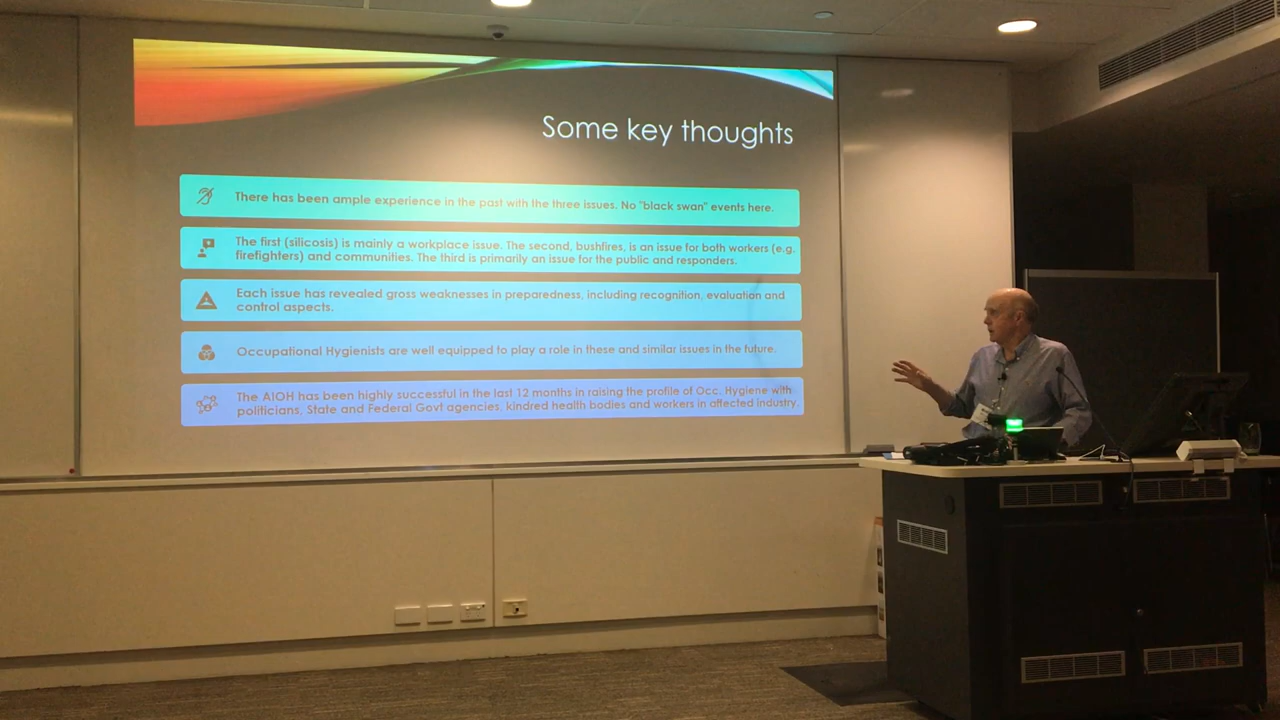 Some key thoughts
There has been ample experience in the past with the three issues. No "black swan" events here.
The first (silicosis) is mainly a workplace issue. The second, bushfires, is an issue for both workers (e.g.
firefighters) and communities. The third is primarily an issue for the public and responders.
Each issue has revealed gross weaknesses in preparedness, including recognition, evaluation and
control aspects.
Occupational Hygienists are well equipped to play a role in these and similar issues in the future.
The AIOH has been highly successful in the last 12 months in raising the profile of Occ. Hygiene with
politicians, State and Federal Govt agencies, kindred health bodies and workers in affected industry.